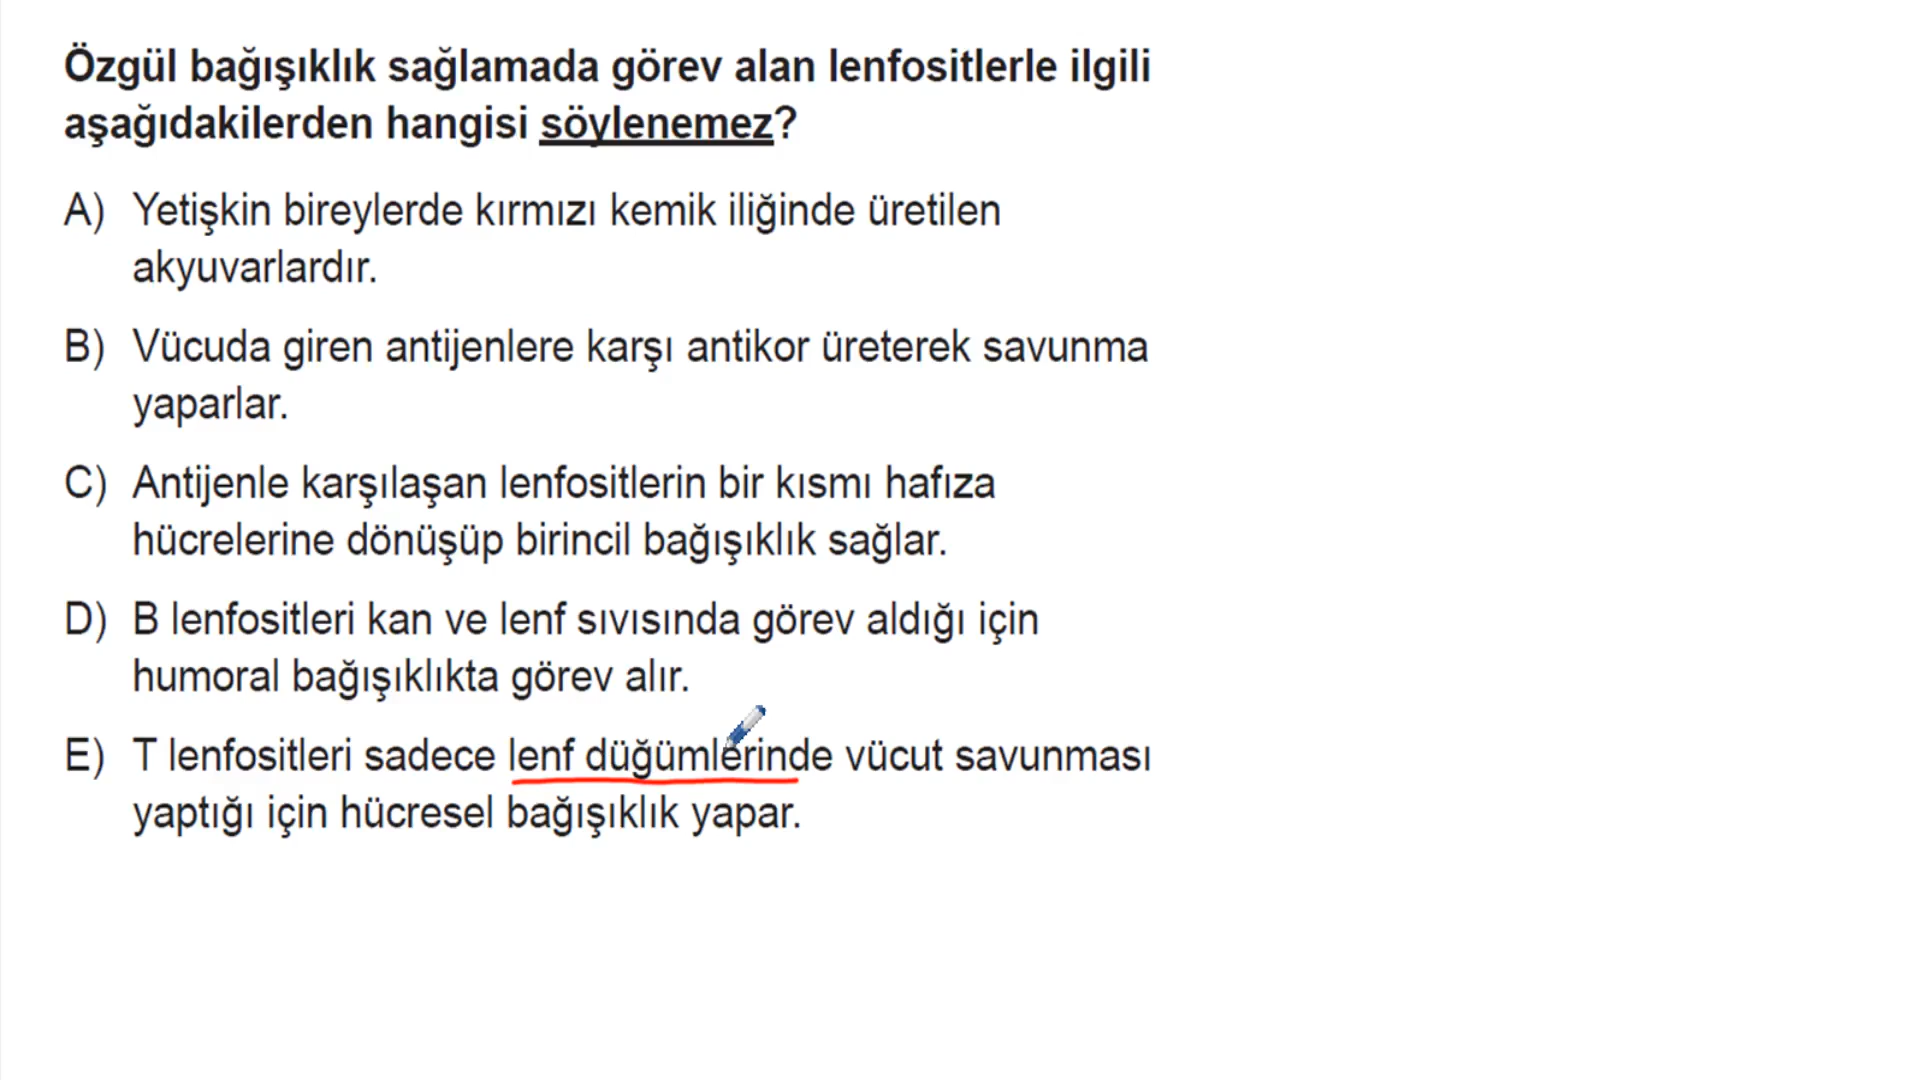 Özgül bağışıklık sağlamada görev alan lenfositlerle ilgili
aşağıdakilerden hangisi söylenemez?
A) Yetişkin bireylerde kırmızı kemik iliğinde üretilen
akyuvarlardır.
B) Vücuda giren antijenlere karşı antikor üreterek savunma
yaparlar.
C) Antijenle karşılaşan lenfositlerin bir kısmı hafıza
hücrelerine dönüşüp birincil bağışıklık sağlar.
D) B lenfositleri kan ve lenf sıvısında görev aldığı için
humoral bağışıklıkta görev alır.
E) T lenfositleri sadece lenf düğümlerinde vücut savunması
yaptığı için hücresel bağışıklık yapar.